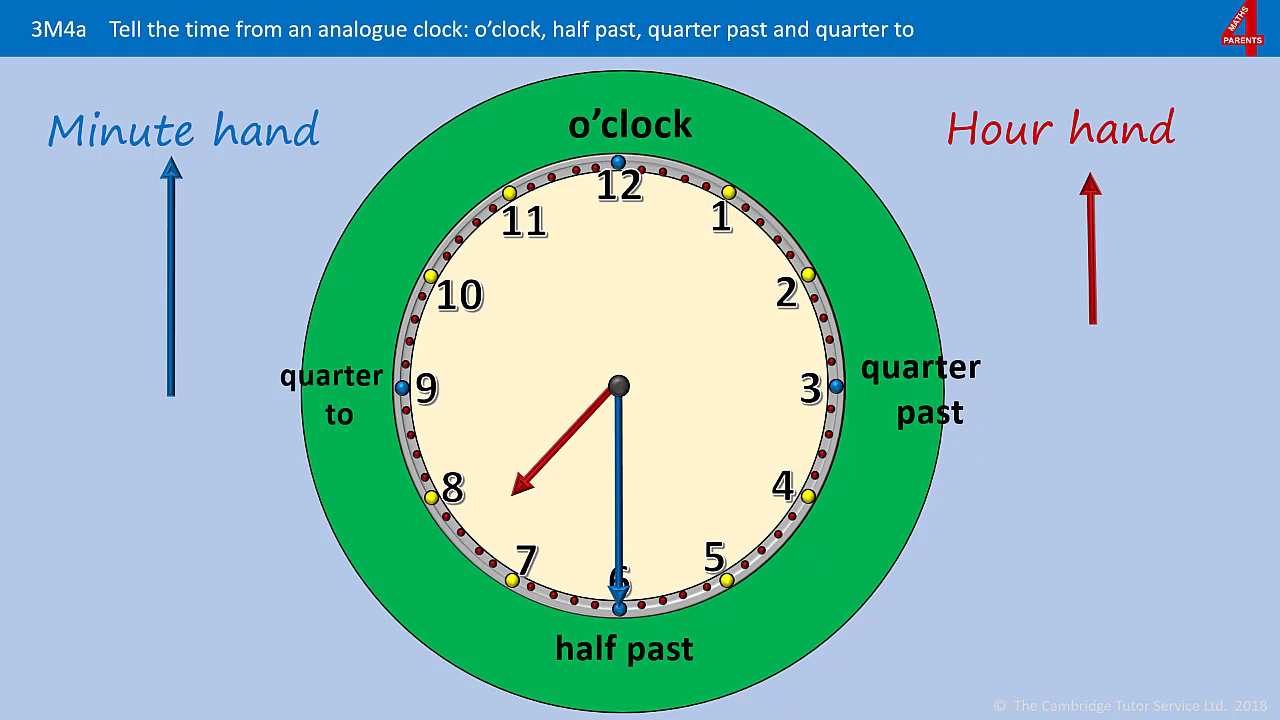 3M4a Tell the time from an analogue clock: o’clock, half past, quarter past and quarter to
MATHS
4
PARENTS
Minute hand
Hour hand
o’clock
12
11
1
10
2
quarter
to
9
3
quarter
past
8
4
7
5
6
half past
© The Cambridge Tutor Service Ltd. 2018